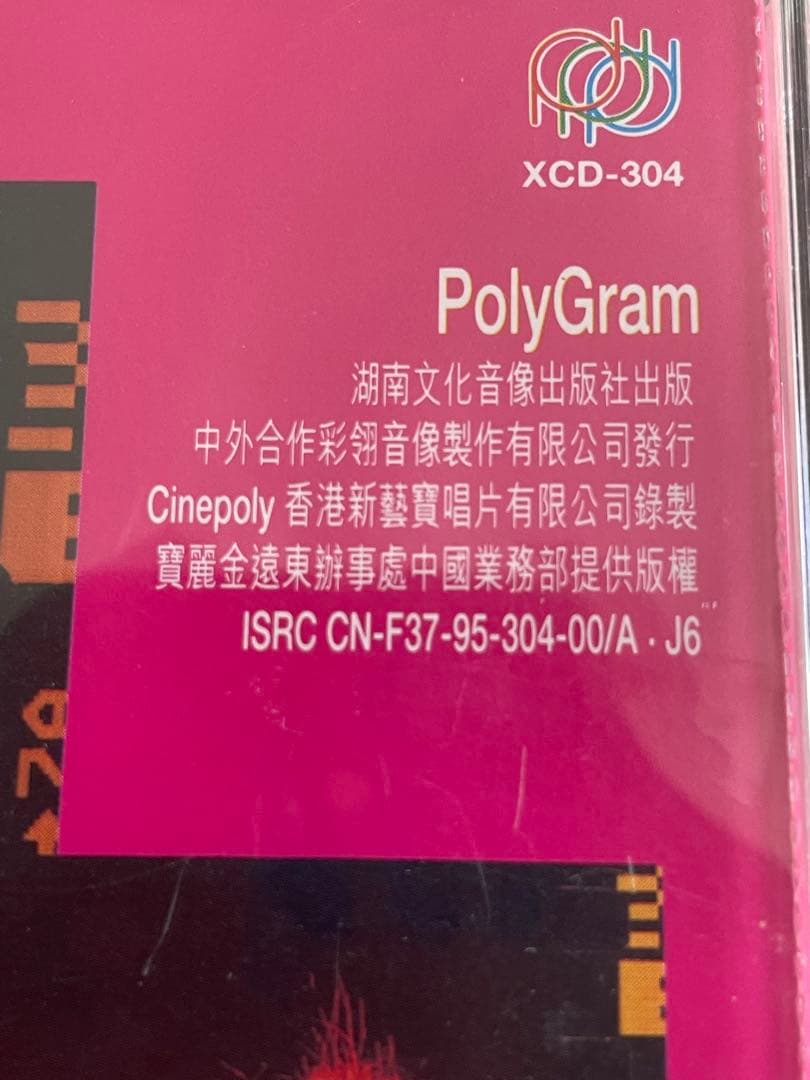 XCD-304
PolyGram
湖南文化音像出版社出版
中外合作彩翎音像製作有限公司發行
Cinepoly 香港新藝寶唱片有限公司錄製
寶麗金遠東辦事處中國業務部提供版權
ISRC CN-F37-95-304-00/A · J6